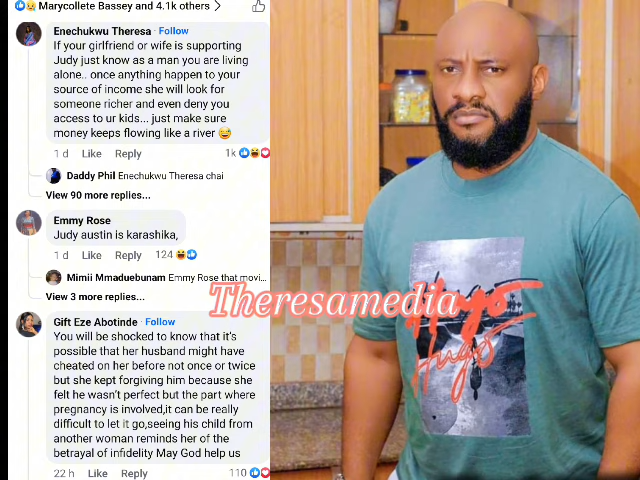 Marycollete Bassey and 4.1k others >
Enechukwu Theresa · Follow
If your girlfriend or wife is supporting
Judy just know as a man you are living
alone.. once anything happen to your
source of income she will look for
someone richer and even deny you
access to ur kids... just make sure
money keeps flowing like a river 😅
1 d Like Reply 1k
Daddy Phil Enechukwu Theresa chai
View 90 more replies...
Emmy Rose
Judy austin is karashika,
1 d Like Reply 124
Mimii Mmaduebunam Emmy Rose that movi...
View 3 more replies...
Gift Eze Abotinde · Follow
You will be shocked to know that it's
possible that her husband might have
cheated on her before not once or twice
but she kept forgiving him because she
felt he wasn't perfect but the part where
pregnancy is involved,it can be really
difficult to let it go,seeing his child from
another woman reminds her of the
betrayal of infidelity May God help us
22 h Like Reply 110
Theresamedia
Hugo
Hugo